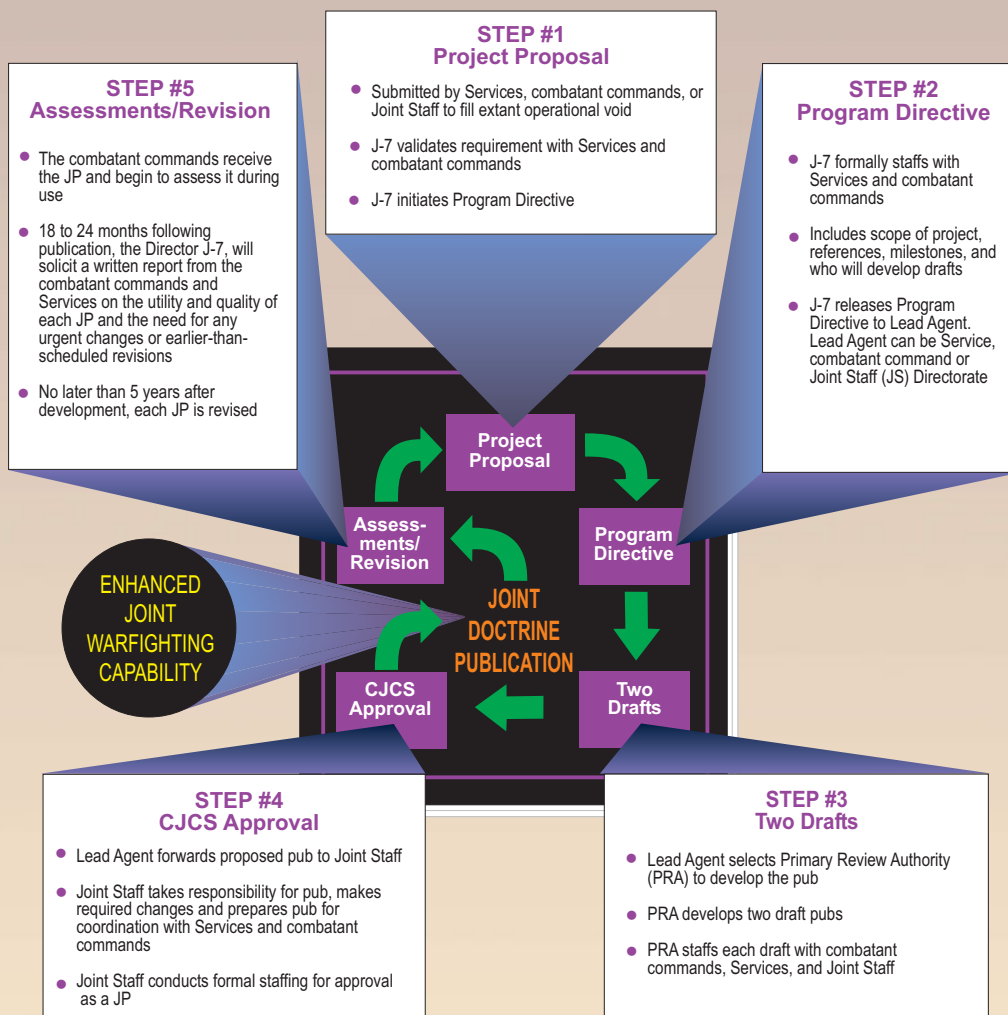 STEP #1
Project Proposal
• Submitted by Services, combatant commands, or
Joint Staff to fill extant operational void
• J-7 validates requirement with Services and
combatant commands
• J-7 initiates Program Directive
STEP #5
Assessments/Revision
• The combatant commands receive
the JP and begin to assess it during
use
• 18 to 24 months following
publication, the Director J-7, will
solicit a written report from the
combatant commands and
Services on the utility and quality of
each JP and the need for any
urgent changes or earlier-than-
scheduled revisions
• No later than 5 years after
development, each JP is revised
STEP #2
Program Directive
• J-7 formally staffs with
Services and combatant
commands
• Includes scope of project,
references, milestones, and
who will develop drafts
• J-7 releases Program
Directive to Lead Agent.
Lead Agent can be Service,
combatant command or
Joint Staff (JS) Directorate
Project
Proposal
Assess-
ments/
Revision
Program
Directive
ENHANCED
JOINT
WARFIGHTING
CAPABILITY
JOINT
DOCTRINE
PUBLICATION
CJCS
Approval
Two
Drafts
STEP #4
CJCS Approval
• Lead Agent forwards proposed pub to Joint Staff
• Joint Staff takes responsibility for pub, makes
required changes and prepares pub for
coordination with Services and combatant
commands
• Joint Staff conducts formal staffing for approval
as a JP
STEP #3
Two Drafts
• Lead Agent selects Primary Review Authority
(PRA) to develop the pub
• PRA develops two draft pubs
• PRA staffs each draft with combatant
commands, Services, and Joint Staff